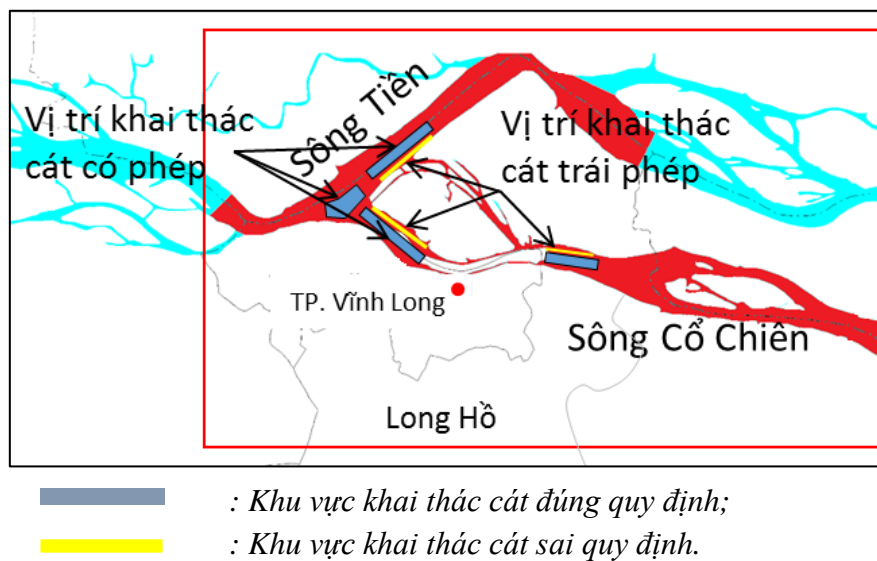 Sông Tiền
Vị trí khai thác
cát có phép
Vị trí khai thác
cát trái phép
TP. Vĩnh Long
Sông Cổ Chiên
Long Hồ
: Khu vực khai thác cát đúng quy định;
: Khu vực khai thác cát sai quy định.